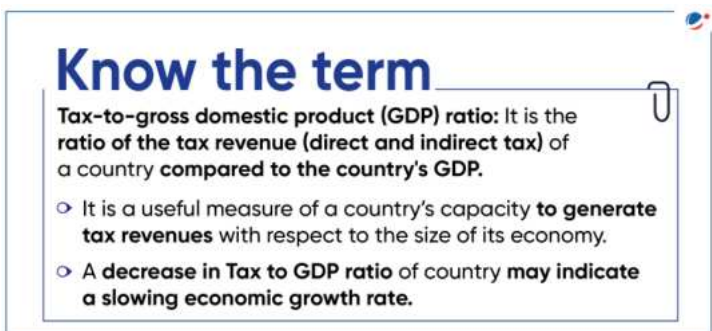 Know the term
Tax-to-gross domestic product (GDP) ratio: It is the
ratio of the tax revenue (direct and indirect tax) of
a country compared to the country's GDP.
It is a useful measure of a country's capacity to generate
tax revenues with respect to the size of its economy.
A decrease in Tax to GDP ratio of country may indicate
a slowing economic growth rate.